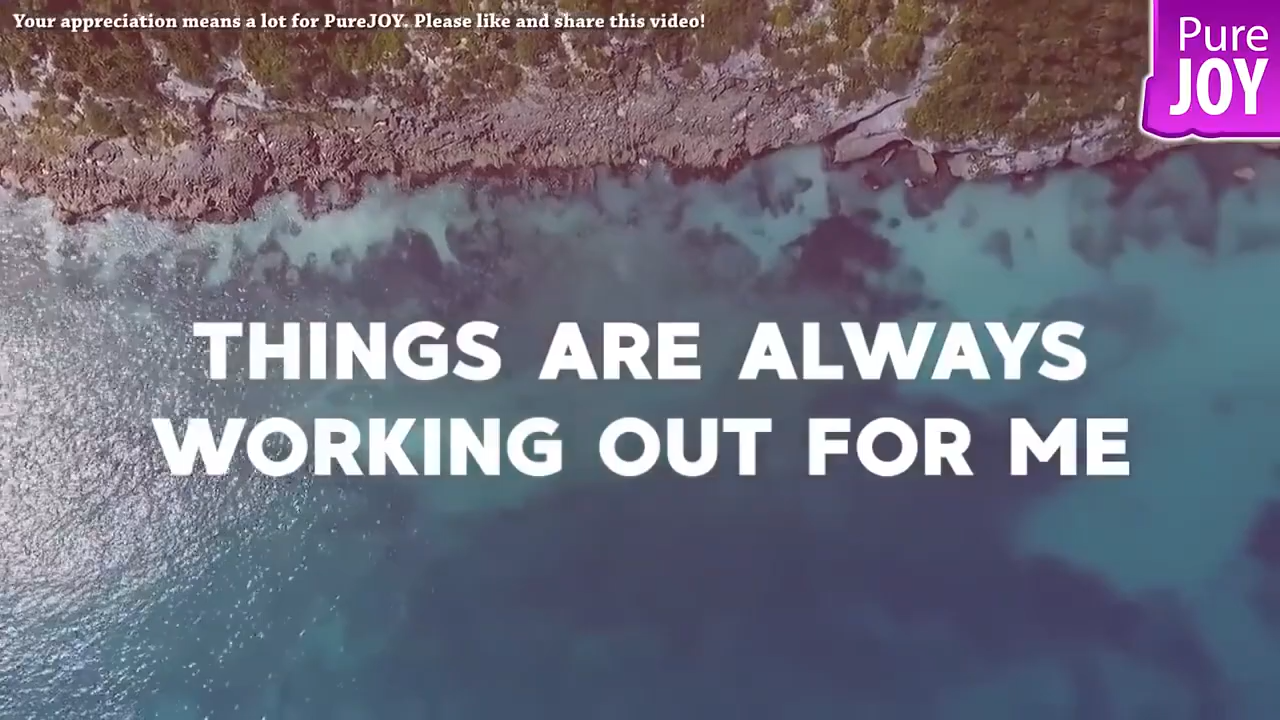 Your appreciation means a lot for PureJOY. Please like and share this video!
Pure
JOY
THINGS ARE ALWAYS
WORKING OUT FOR ME